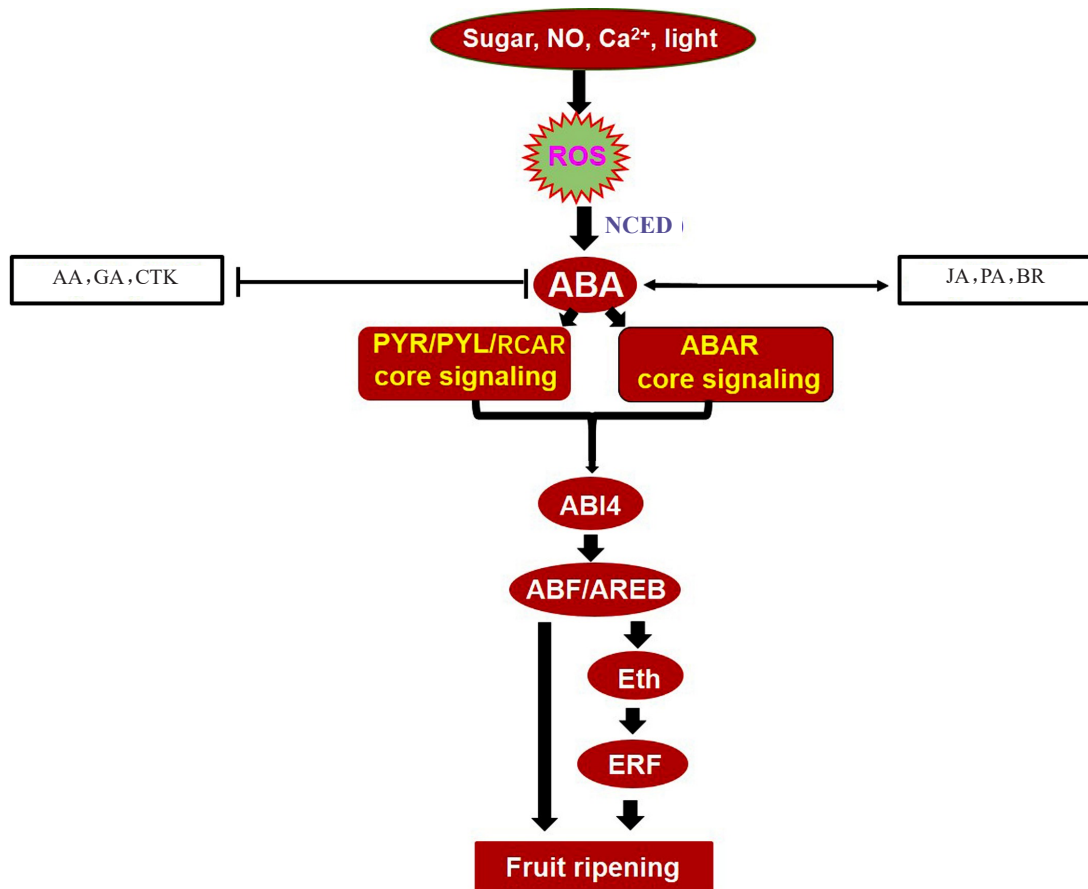 Sugar, NO, Ca²⁺, light
ROS
NCED (
AA,GA,CTK
ABA
JA,PA,BR
PYR/PYL/RCAR
core signaling
ABAR
core signaling
ABI4
ABF/AREB
Eth
ERF
Fruit ripening